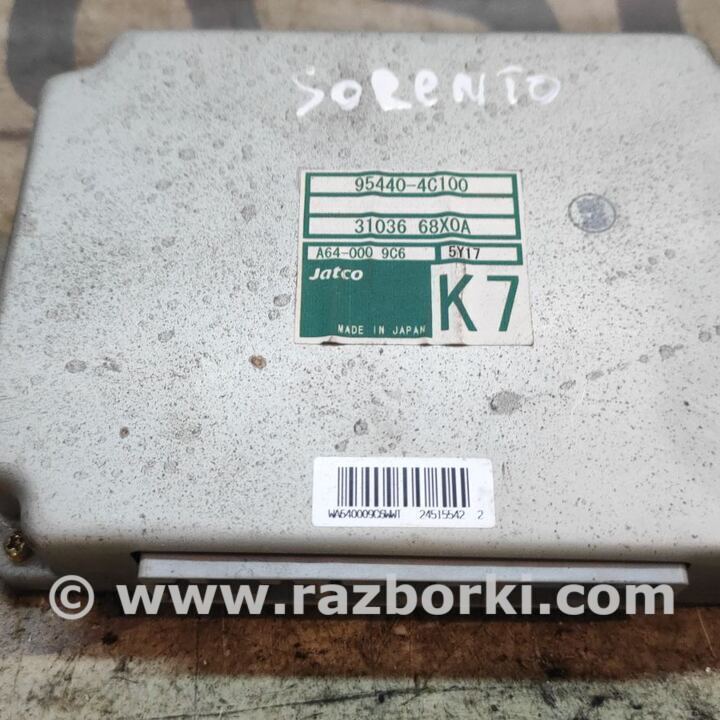 SORENTO
95440-4C100
31036 68X0A
A64-000 9C6 5Y17
Jatco
K7
MADE IN JAPAN
WA640009C6WWT 24515542 2
© www.razborki.com